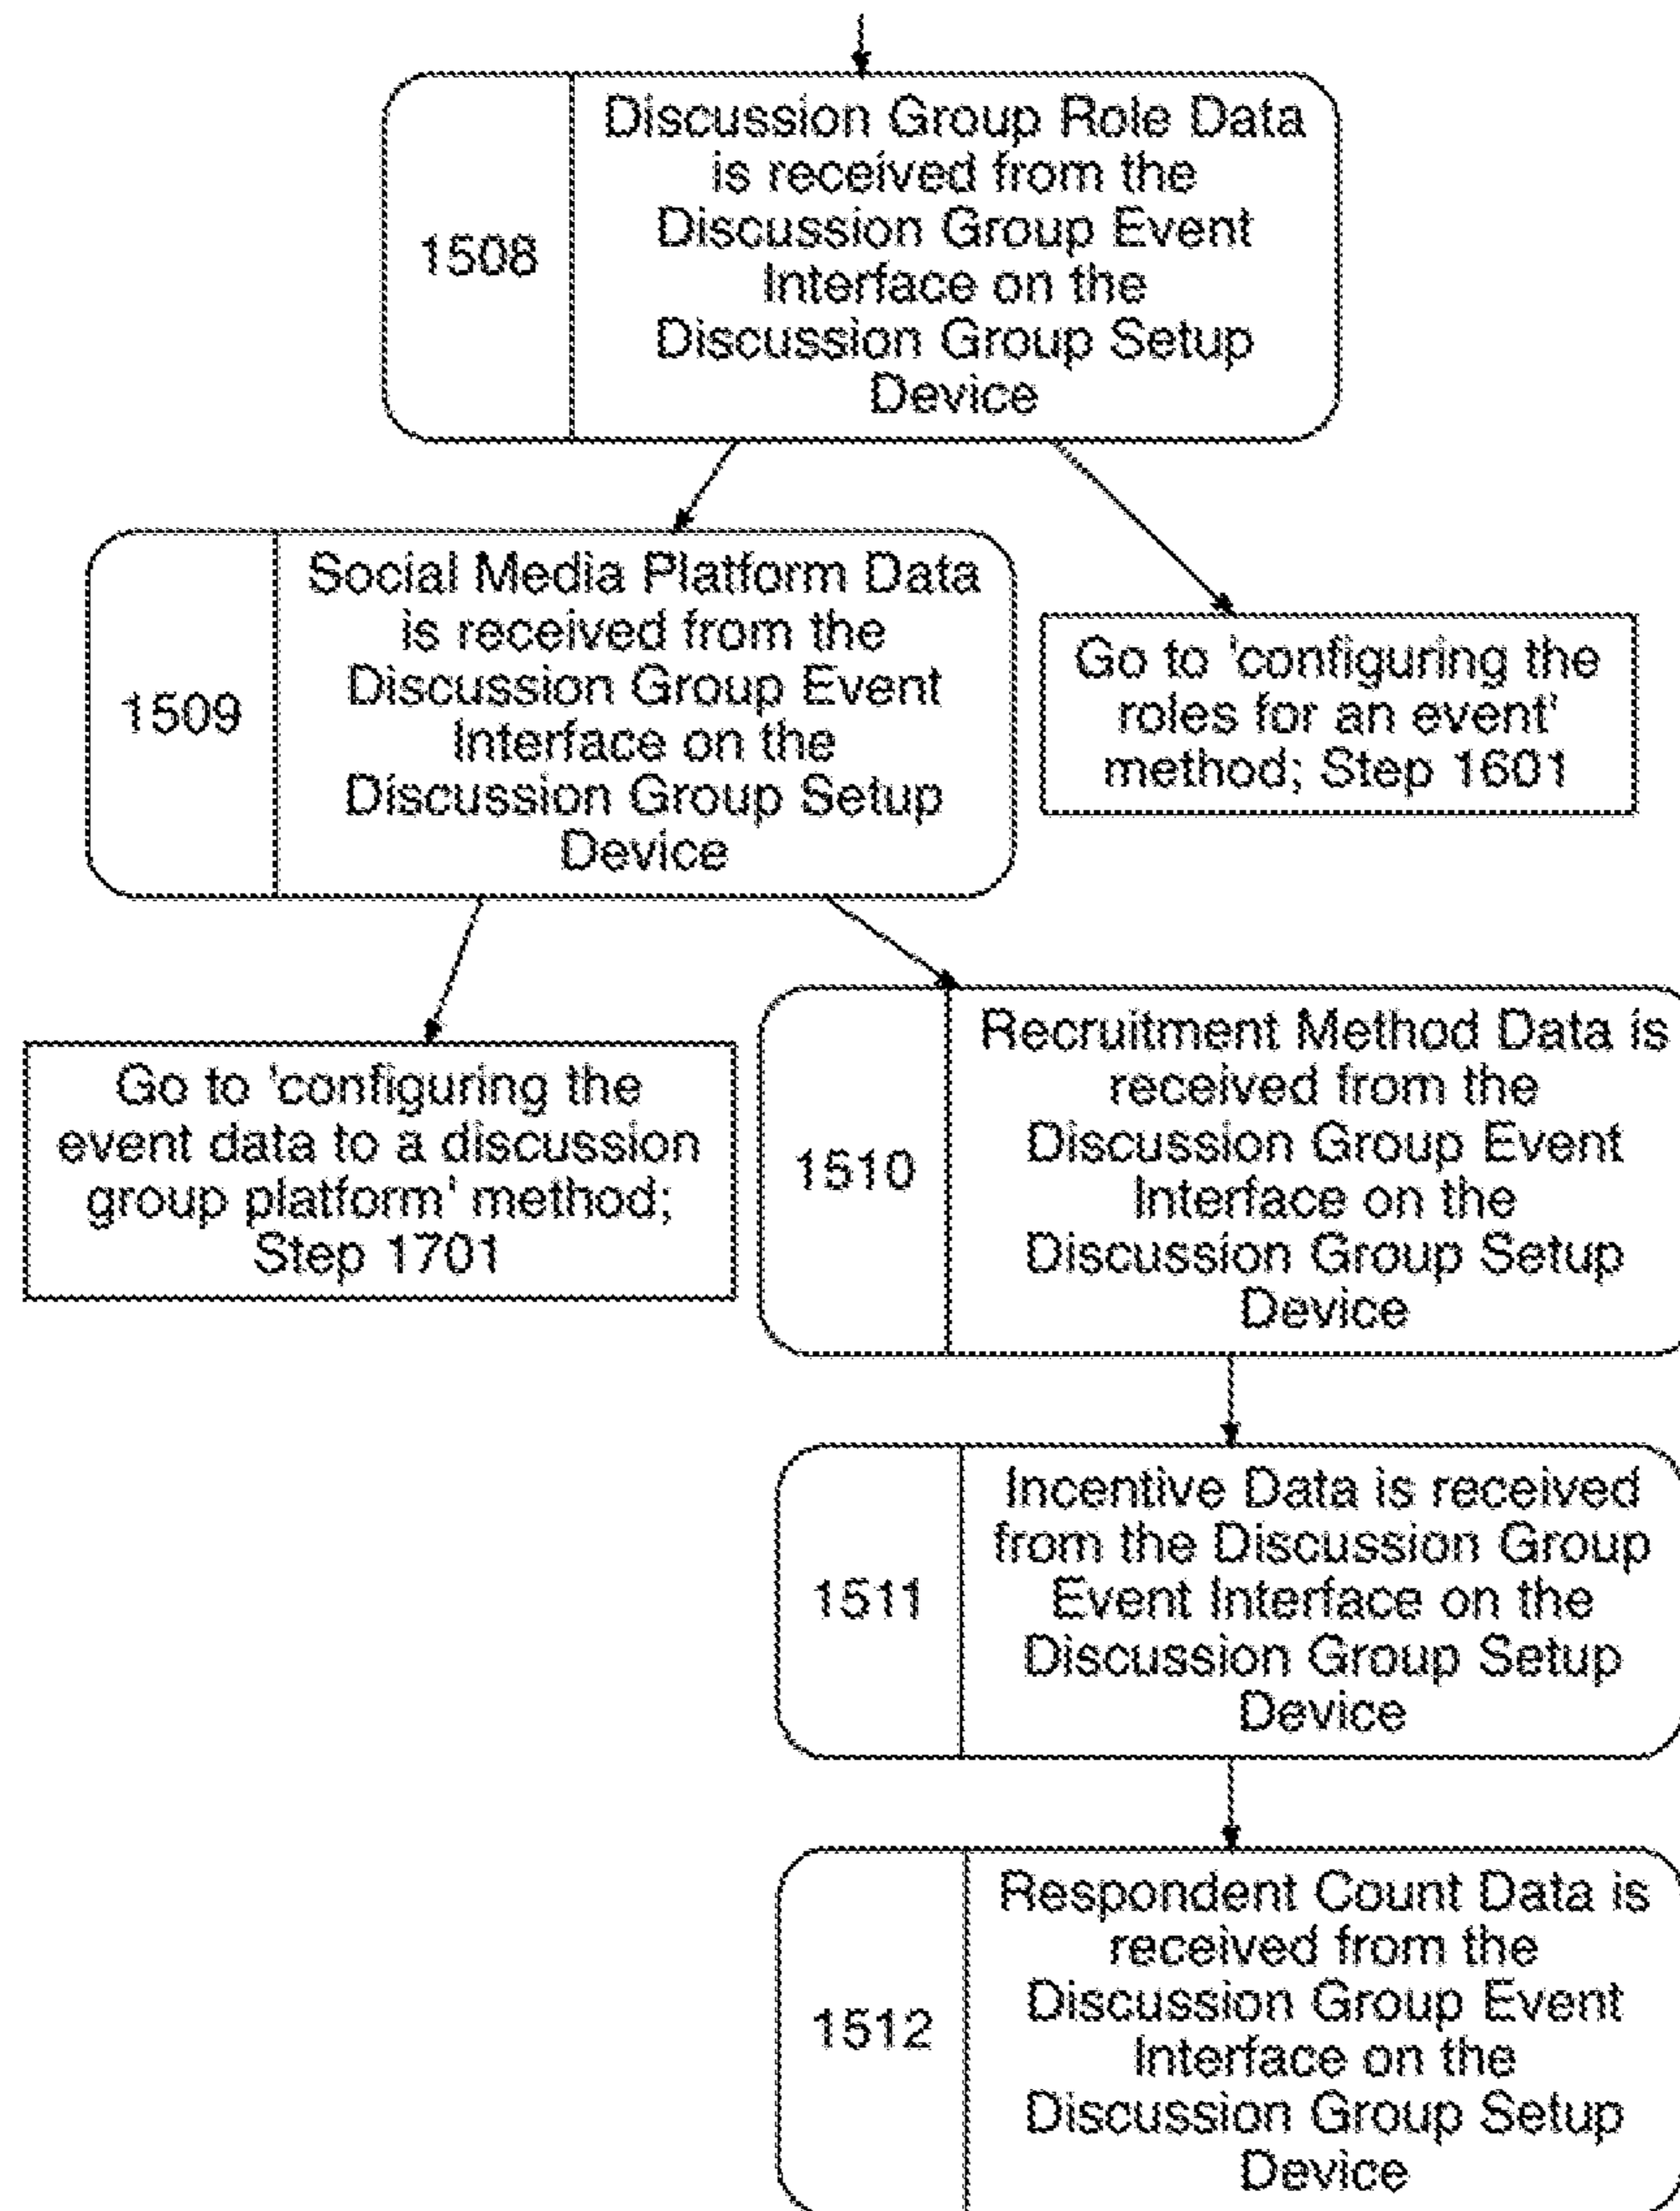 1508
Discussion Group Role Data
is received from the
Discussion Group Event
Interface on the
Discussion Group Setup
Device
1509
Social Media Platform Data
is received from the
Discussion Group Event
Interface on the
Discussion Group Setup
Device
Go to 'configuring the
roles for an event'
method; Step 1601
Go to 'configuring the
event data to a discussion
group platform' method;
Step 1701
1510
Recruitment Method Data is
received from the
Discussion Group Event
Interface on the
Discussion Group Setup
Device
1511
Incentive Data is received
from the Discussion Group
Event Interface on the
Discussion Group Setup
Device
1512
Respondent Count Data is
received from the
Discussion Group Event
Interface on the
Discussion Group Setup
Device